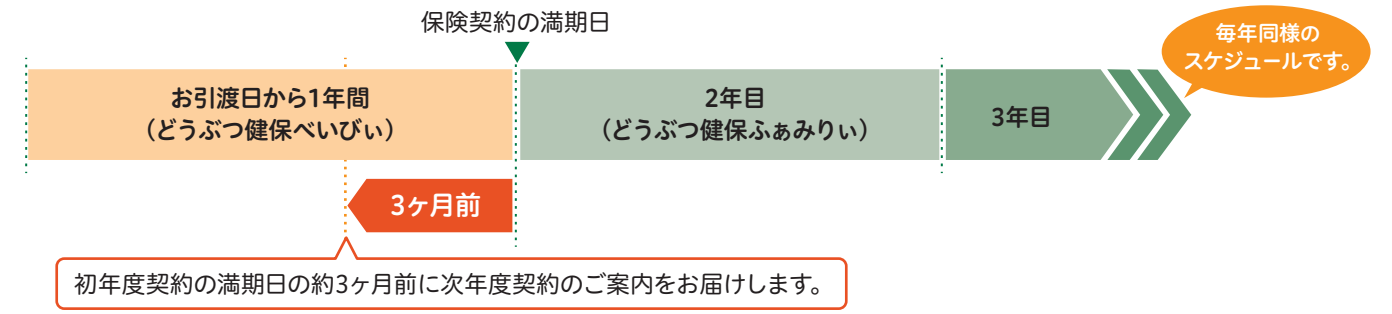 保険契約の満期日
毎年同様の
スケジュールです。
お引渡日から1年間
（どうぶつ健保べいびぃ）
2年目
（どうぶつ健保ふぁみりぃ）
3年目
3ヶ月前
初年度契約の満期日の約3ヶ月前に次年度契約のご案内をお届けします。